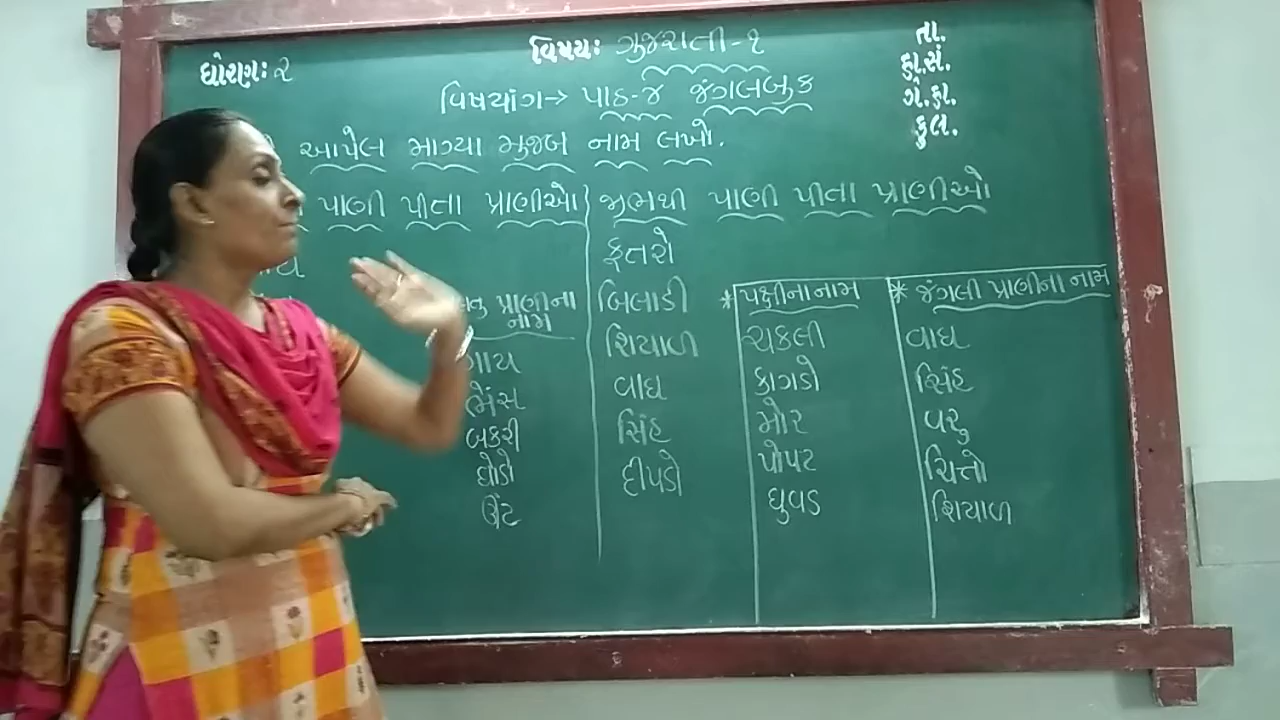 ધોરણઃ ૨
વિષયઃ ગુજરાતી-૧
વિષયાંગ→ પાઠ-૪ જંગલબુક
તા.
કા.સં.
ગે.કા.
કુલ.
આપેલ માગ્યા મુજબ નામ લખો.
પાણી પીતા પ્રાણીઓ
પ્રાણીના
નામ
ગાય
ભેંસ
બકરી
ઘોડો
ઊંટ
જીભથી પાણી પીતા પ્રાણીઓ
કૂતરો
બિલાડી
શિયાળ
વાઘ
સિંહ
દીપડો
* પક્ષીના નામ
ચકલી
કાગડો
મોર
પોપટ
ઘુવડ
* જંગલી પ્રાણીના નામ
વાઘ
સિંહ
વરુ
ચિત્તો
શિયાળ